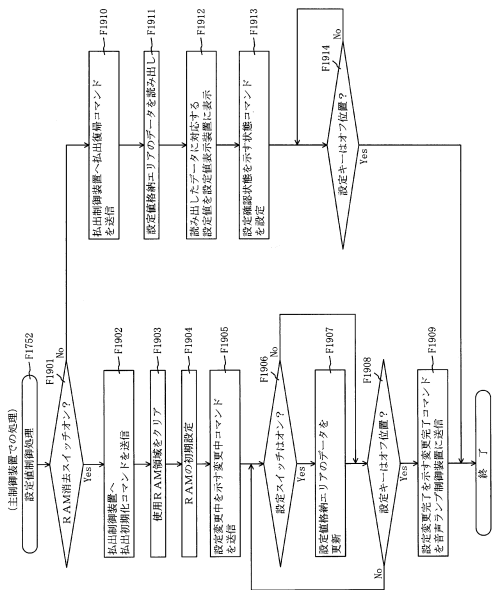 (主制御装置での処理)
設定値制御処理
F1752
RAM消去スイッチオン?
F1901
No
Yes
払出制御装置へ
払出初期化コマンドを送信
F1902
使用RAM領域をクリア
F1903
RAMの初期設定
F1904
設定変更中を示す変更中コマンド
を送信
F1905
設定スイッチはオン?
F1906
No
Yes
設定値格納エリアのデータを
更新
F1907
設定キーはオフ位置?
F1908
No
Yes
設定変更完了を示す変更完了コマンド
を音声ランプ制御装置に送信
F1909
終了
払出制御装置へ払出復帰コマンド
を送信
F1910
設定値格納エリアのデータを読み出し
F1911
読み出したデータに対応する
設定値を設定値表示装置に表示
F1912
設定確認状態を示す状態コマンド
を設定
F1913
設定キーはオフ位置?
F1914
No
Yes